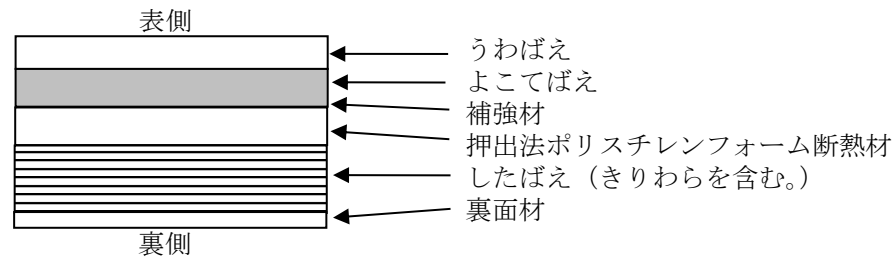 表側
うわばえ
よこてばえ
補強材
押出法ポリスチレンフォーム断熱材
したばえ（きりわらを含む。）
裏面材
裏側